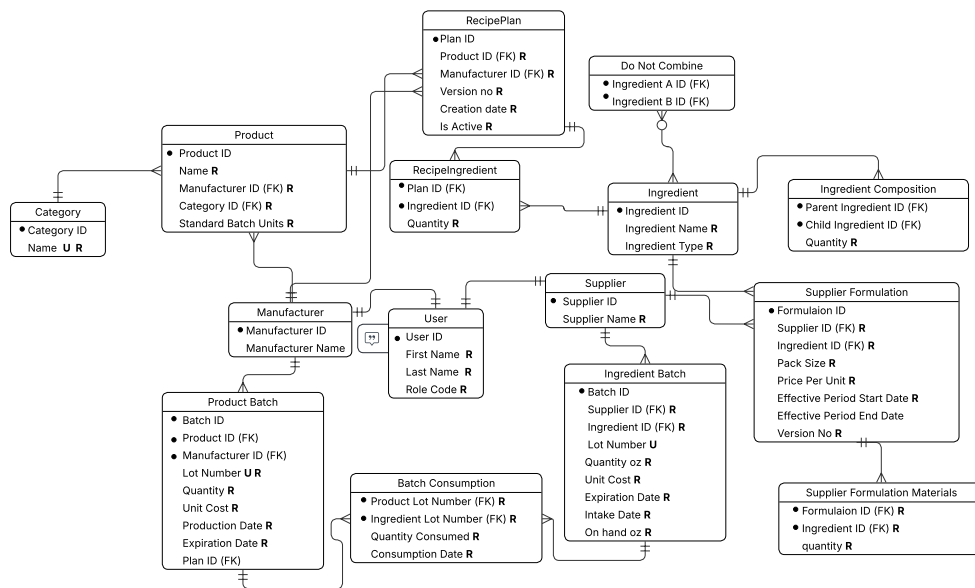 RecipePlan
Plan ID
Product ID (FK) R
Manufacturer ID (FK) R
Version no R
Creation date R
Is Active R
Do Not Combine
Ingredient A ID (FK)
Ingredient B ID (FK)
Product
Product ID
Name R
Manufacturer ID (FK) R
Category ID (FK) R
Standard Batch Units R
RecipeIngredient
Plan ID (FK)
Ingredient ID (FK)
Quantity R
Ingredient
Ingredient ID
Ingredient Name R
Ingredient Type R
Ingredient Composition
Parent Ingredient ID (FK)
Child Ingredient ID (FK)
Quantity R
Category
Category ID
Name U R
Manufacturer
Manufacturer ID
Manufacturer Name
User
User ID
First Name R
Last Name R
Role Code R
Supplier
Supplier ID
Supplier Name R
Supplier Formulation
Formulaion ID
Supplier ID (FK) R
Ingredient ID (FK) R
Pack Size R
Price Per Unit R
Effective Period Start Date R
Effective Period End Date
Version No R
Product Batch
Batch ID
Product ID (FK)
Manufacturer ID (FK)
Lot Number U R
Quantity R
Unit Cost R
Production Date R
Expiration Date R
Plan ID (FK)
Ingredient Batch
Batch ID
Supplier ID (FK) R
Ingredient ID (FK) R
Lot Number U
Quantity oz R
Unit Cost R
Expiration Date R
Intake Date R
On hand oz R
Batch Consumption
Product Lot Number (FK) R
Ingredient Lot Number (FK) R
Quantity Consumed R
Consumption Date R
Supplier Formulation Materials
Formulaion ID (FK) R
Ingredient ID (FK) R
quantity R